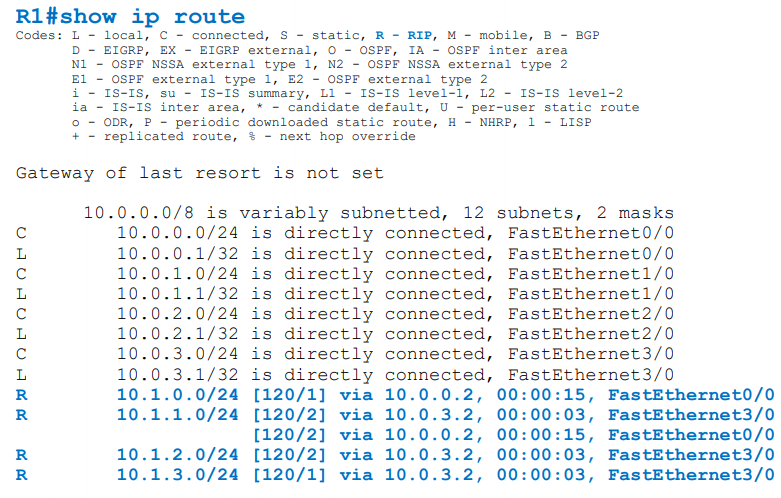 R1#show ip route
Codes: L - local, C - connected, S - static, R - RIP, M - mobile, B - BGP
D - EIGRP, EX - EIGRP external, O - OSPF, IA - OSPF inter area
N1 - OSPF NSSA external type 1, N2 - OSPF NSSA external type 2
E1 - OSPF external type 1, E2 - OSPF external type 2
i - IS-IS, su - IS-IS summary, L1 - IS-IS level-1, L2 - IS-IS level-2
ia - IS-IS inter area, * - candidate default, U - per-user static route
o - ODR, P - periodic downloaded static route, H - NHRP, l - LISP
+ - replicated route, % - next hop override
Gateway of last resort is not set
10.0.0.0/8 is variably subnetted, 12 subnets, 2 masks
C 10.0.0.0/24 is directly connected, FastEthernet0/0
L 10.0.0.1/32 is directly connected, FastEthernet0/0
C 10.0.1.0/24 is directly connected, FastEthernet1/0
L 10.0.1.1/32 is directly connected, FastEthernet1/0
C 10.0.2.0/24 is directly connected, FastEthernet2/0
L 10.0.2.1/32 is directly connected, FastEthernet2/0
C 10.0.3.0/24 is directly connected, FastEthernet3/0
L 10.0.3.1/32 is directly connected, FastEthernet3/0
R 10.1.0.0/24 [120/1] via 10.0.0.2, 00:00:15, FastEthernet0/0
R 10.1.1.0/24 [120/2] via 10.0.3.2, 00:00:03, FastEthernet3/0
[120/2] via 10.0.0.2, 00:00:15, FastEthernet0/0
R 10.1.2.0/24 [120/2] via 10.0.3.2, 00:00:03, FastEthernet3/0
R 10.1.3.0/24 [120/1] via 10.0.3.2, 00:00:03, FastEthernet3/0